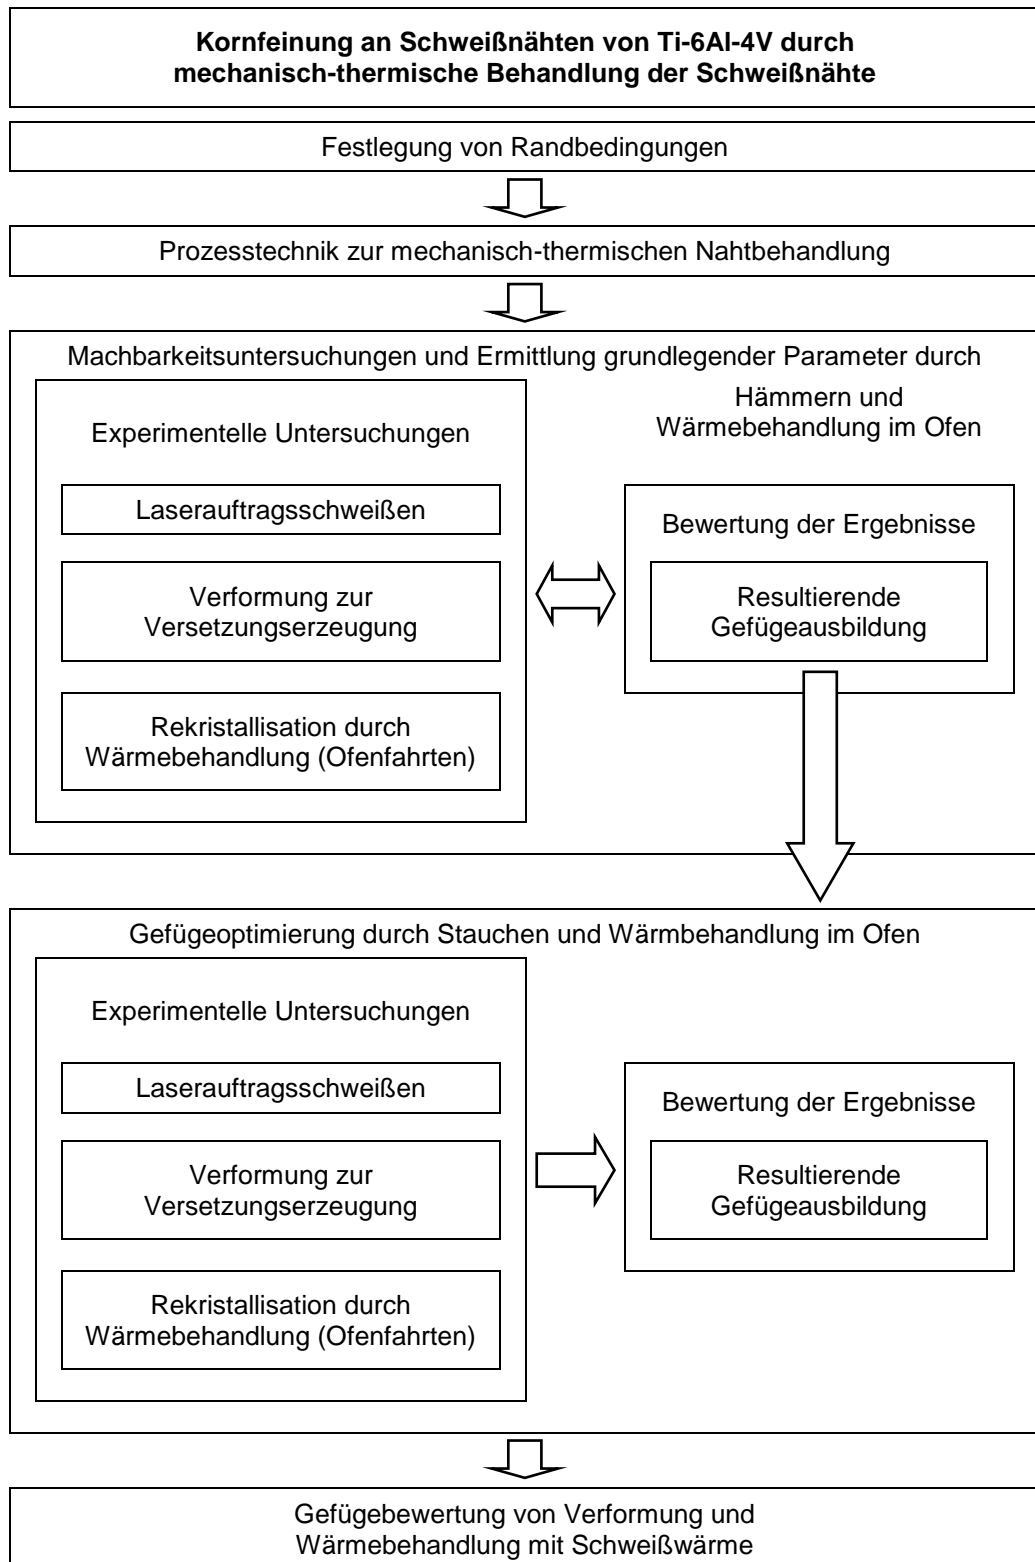 Kornfeinung an Schweißnähten von Ti-6Al-4V durch
mechanisch-thermische Behandlung der Schweißnähte
Festlegung von Randbedingungen
Prozesstechnik zur mechanisch-thermischen Nahtbehandlung
Machbarkeitsuntersuchungen und Ermittlung grundlegender Parameter durch
Hämmern und
Wärmebehandlung im Ofen
Experimentelle Untersuchungen
Laserauftragsschweißen
Verformung zur
Versetzungserzeugung
Rekristallisation durch
Wärmebehandlung (Ofenfahrten)
Bewertung der Ergebnisse
Resultierende
Gefügeausbildung
Gefügeoptimierung durch Stauchen und Wärmbehandlung im Ofen
Experimentelle Untersuchungen
Laserauftragsschweißen
Verformung zur
Versetzungserzeugung
Rekristallisation durch
Wärmebehandlung (Ofenfahrten)
Bewertung der Ergebnisse
Resultierende
Gefügeausbildung
Gefügebewertung von Verformung und
Wärmebehandlung mit Schweißwärme